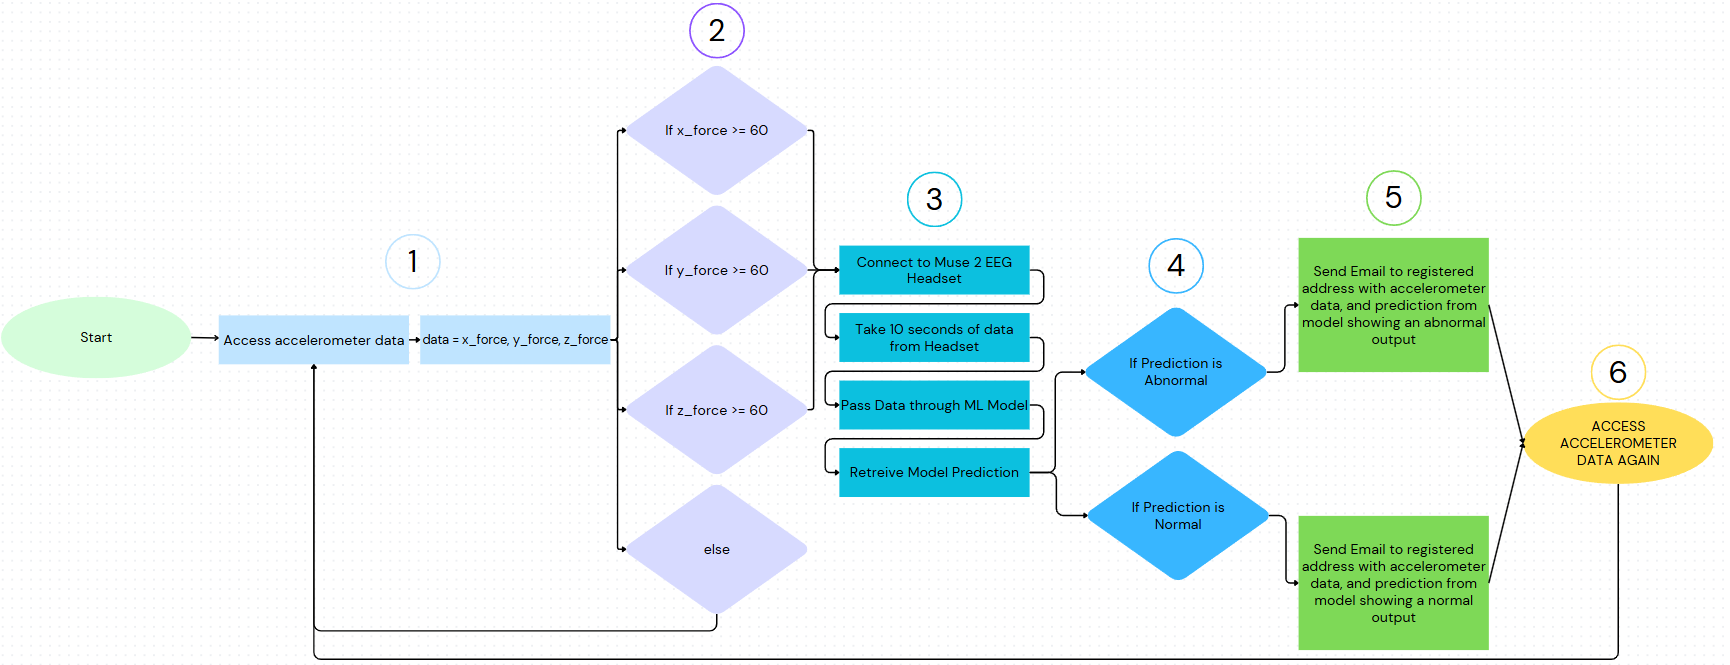 Start
1
Access accelerometer data
data = x_force, y_force, z_force
2
If x_force >= 60
If y_force >= 60
If z_force >= 60
else
3
Connect to Muse 2 EEG
Headset
Take 10 seconds of data
from Headset
Pass Data through ML Model
Retreive Model Prediction
4
If Prediction is
Abnormal
If Prediction is
Normal
5
Send Email to registered
address with accelerometer
data, and prediction from
model showing an abnormal
output
Send Email to registered
address with accelerometer
data, and prediction from
model showing a normal
output
6
ACCESS
ACCELEROMETER
DATA AGAIN